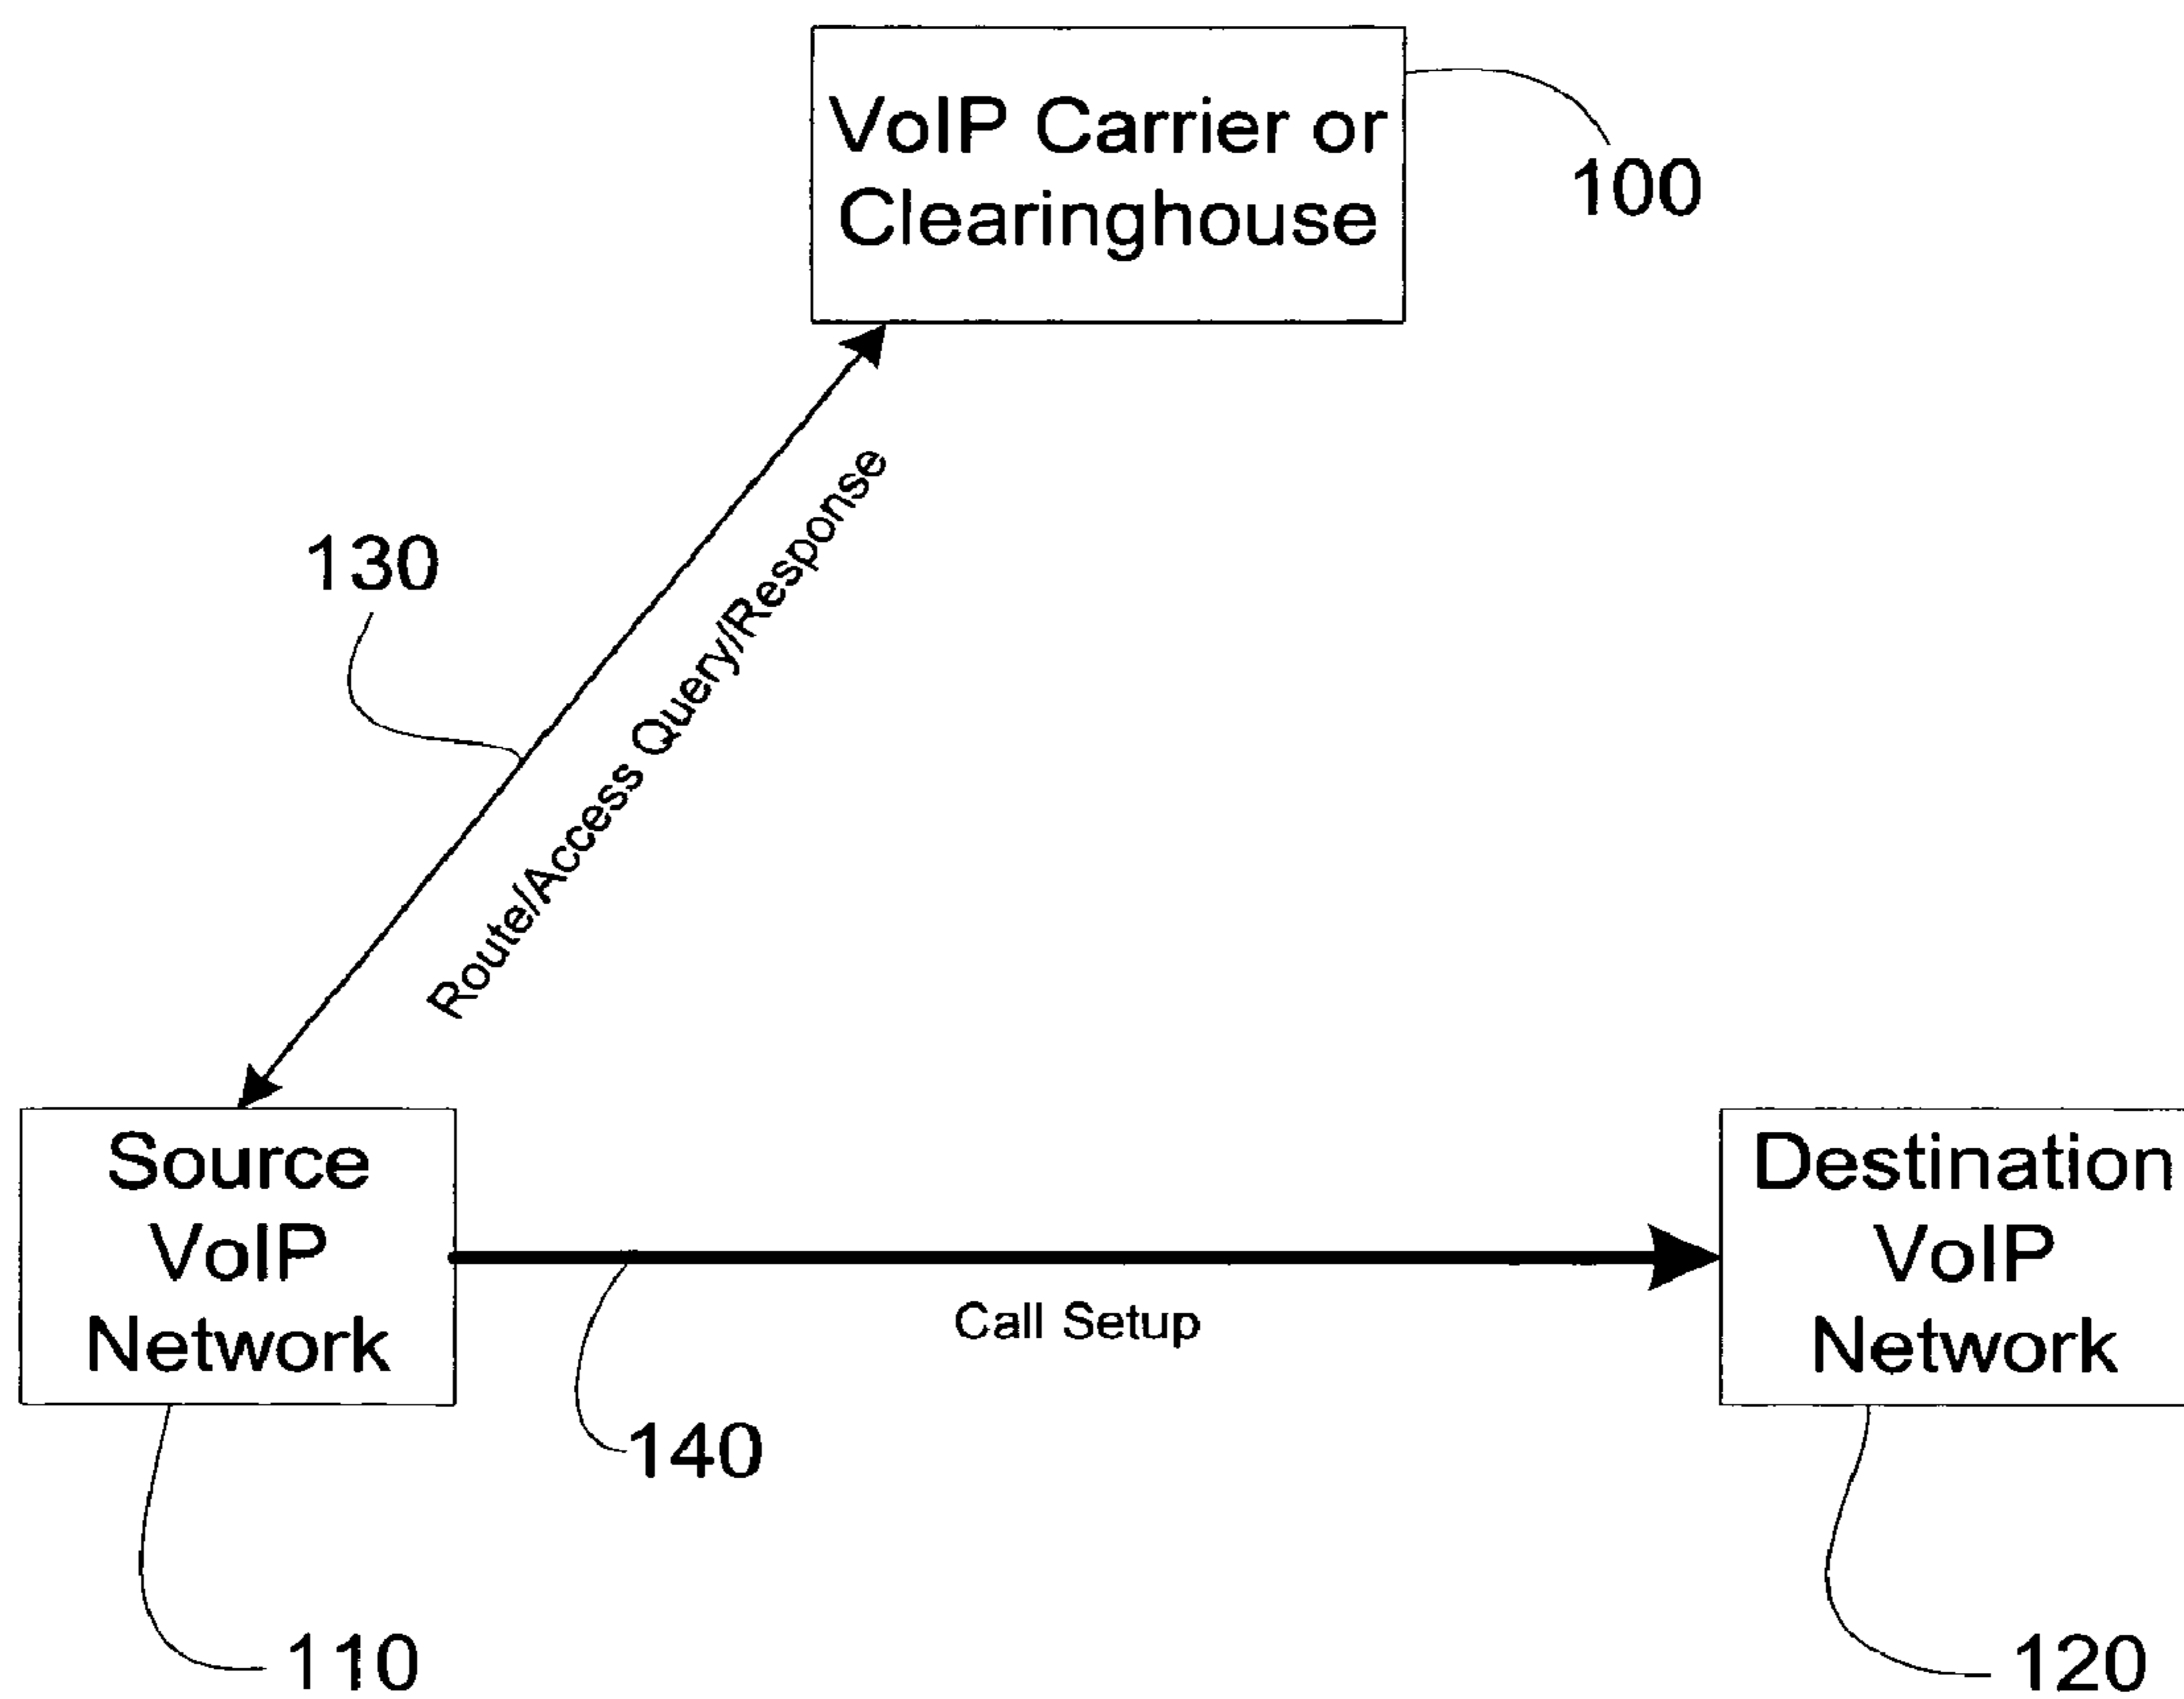 VoIP Carrier or
Clearinghouse
100
130
Route/Access Query/Response
Source
VoIP
Network
Destination
VoIP
Network
Call Setup
140
110
120